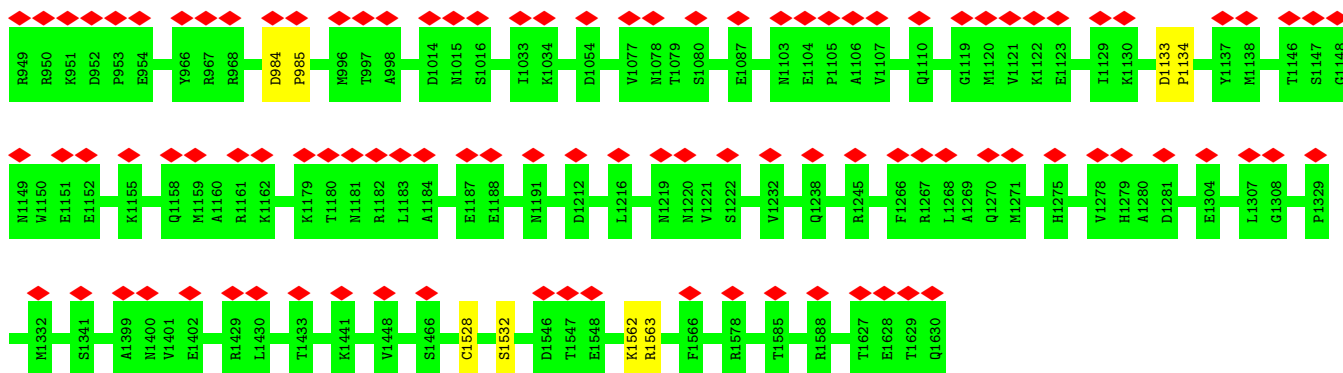 R949 R950 K951 D952 P953 E954 Y966 R967 R968 D984 P985 M996 T997 A998 D1014 N1015 S1016 I1033 K1034 D1054 V1077 N1078 T1079 S1080 E1087 N1103 E1104 P1105 A1106 V1107 Q1110 G1119 M1120 V1121 K1122 E1123 I1129 K1130 D1133 P1134 Y1137 M1138 T1146 S1147 G1148
N1149 W1150 E1151 E1152 K1155 Q1158 M1159 A1160 R1161 K1162 K1179 T1180 N1181 R1182 L1183 A1184 E1187 E1188 N1191 D1212 L1216 N1219 N1220 V1221 S1222 V1232 Q1238 R1245 F1266 R1267 L1268 A1269 Q1270 M1271 H1275 V1278 H1279 A1280 D1281 E1304 L1307 G1308 P1329
M1332 S1341 A1399 N1400 V1401 E1402 R1429 L1430 T1433 K1441 V1448 S1466 C1528 S1532 D1546 T1547 E1548 K1562 R1563 F1566 R1578 T1585 R1588 T1627 E1628 T1629 Q1630